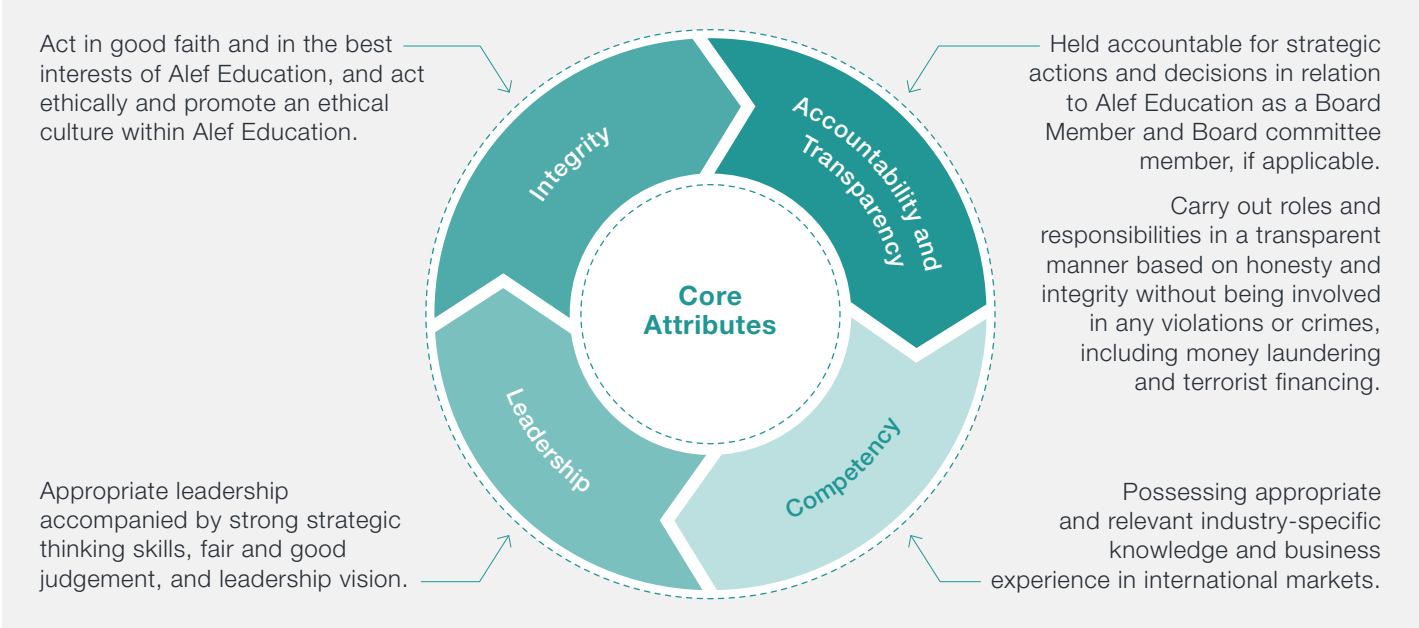 Act in good faith and in the best
interests of Alef Education, and act
ethically and promote an ethical
culture within Alef Education.
Integrity
Accountability and
Transparency
Held accountable for strategic
actions and decisions in relation
to Alef Education as a Board
Member and Board committee
member, if applicable.
Carry out roles and
responsibilities in a transparent
manner based on honesty and
integrity without being involved
in any violations or crimes,
including money laundering
and terrorist financing.
Core
Attributes
Leadership
Competency
Appropriate leadership
accompanied by strong strategic
thinking skills, fair and good
judgement, and leadership vision.
Possessing appropriate
and relevant industry-specific
knowledge and business
experience in international markets.